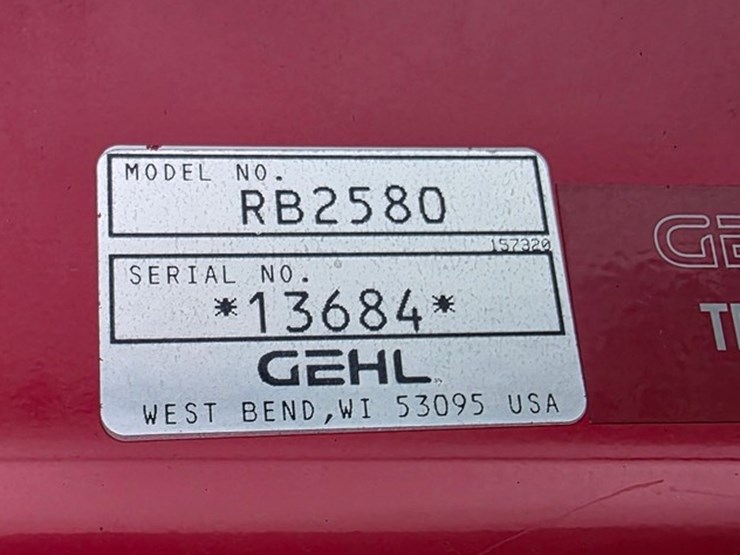 MODEL NO.
RB2580
157320
SERIAL NO.
*13684*
GEHL
WEST BEND,WI 53095 USA